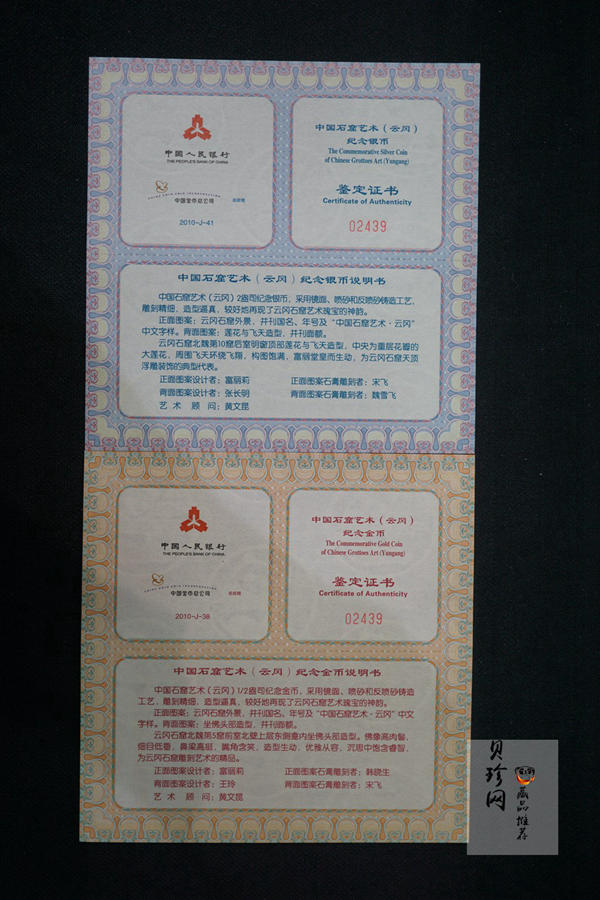 中国人民银行
THE PEOPLE'S BANK OF CHINA
CHINA GOLD COIN INCORPORATION
中国金币总公司 总经销
2010-J-41
中国石窟艺术（云冈）
纪念银币
The Commemorative Silver Coin
of Chinese Grottoes Art (Yungang)
鉴定证书
Certificate of Authenticity
02439
中国石窟艺术（云冈）纪念银币说明书
中国石窟艺术（云冈）2盎司纪念银币，采用镜面、喷砂和反喷砂铸造工艺，
雕刻精细，造型逼真，较好地再现了云冈石窟艺术瑰宝的神韵。
正面图案：云冈石窟外景，并刊国名、年号及“中国石窟艺术·云冈”
中文字样。背面图案：莲花与飞天造型，并刊面额。
云冈石窟北魏第10窟后室明窗顶部莲花与飞天造型，中央为重层花瓣的
大莲花，周围飞天环绕飞翔，构图饱满，富丽堂皇而生动，为云冈石窟天顶
浮雕装饰的典型代表。
正面图案设计者：富丽莉 正面图案石膏雕刻者：宋飞
背面图案设计者：张长明 背面图案石膏雕刻者：魏雪飞
艺术顾问：黄文昆
中国人民银行
THE PEOPLE'S BANK OF CHINA
CHINA GOLD COIN INCORPORATION
中国金币总公司 总经销
2010-J-38
中国石窟艺术（云冈）
纪念金币
The Commemorative Gold Coin
of Chinese Grottoes Art (Yungang)
鉴定证书
Certificate of Authenticity
02439
中国石窟艺术（云冈）纪念金币说明书
中国石窟艺术（云冈）1/2盎司纪念金币，采用镜面、喷砂和反喷砂铸造
工艺，雕刻精细，造型逼真，较好地再现了云冈石窟艺术瑰宝的神韵。
正面图案：云冈石窟外景，并刊国名、年号及“中国石窟艺术·云冈”中文
字样。背面图案：坐佛头部造型，并刊面额。
云冈石窟北魏第5窟前室北壁上层东侧龛内坐佛头部造型。佛像高肉髻，
细目低垂，鼻梁高挺，嘴角含笑，造型生动，优雅从容，沉思中饱含睿智，
为云冈石窟雕刻艺术的精品。
正面图案设计者：富丽莉 正面图案石膏雕刻者：韩晓生
背面图案设计者：王玲 背面图案石膏雕刻者：宋飞
艺术顾问：黄文昆
贝珍网
藏品推荐